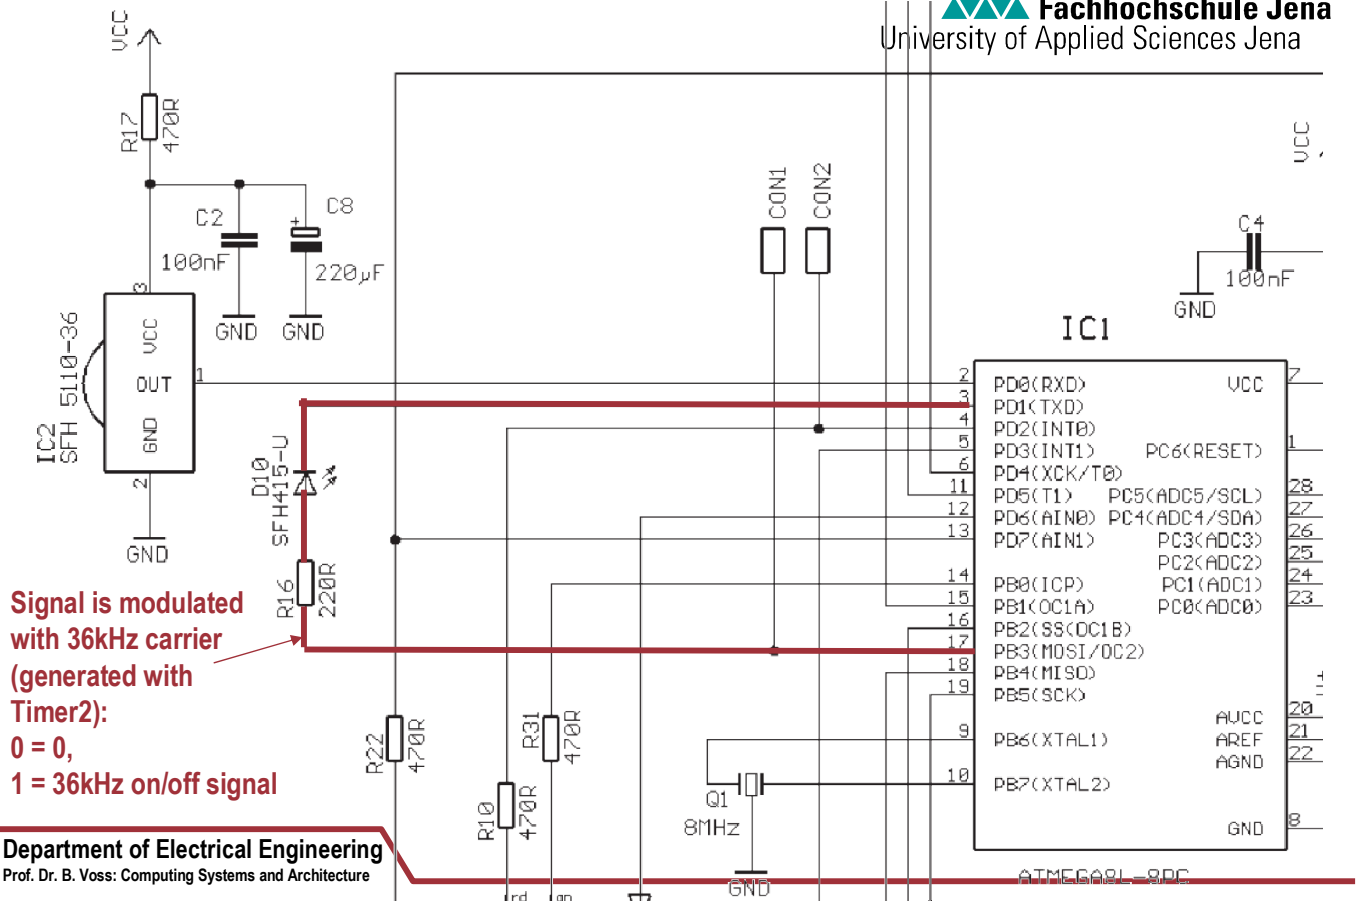 Fachhochschule Jena
University of Applied Sciences Jena
VCC
R17
470R
C2
100nF
C8
+
220µF
GND
GND
CON1
CON2
VCC
C4
100nF
GND
IC1
3
VCC
OUT
GND
1
2
IC2
SFH 5110-36
GND
D10
SFH415-U
R16
220R
Signal is modulated
with 36kHz carrier
(generated with
Timer2):
0 = 0,
1 = 36kHz on/off signal
R22
470R
R10
470R
R31
470R
Q1
8MHz
GND
2 PD0(RXD) VCC 7
3 PD1(TXD)
4 PD2(INT0)
5 PD3(INT1) PC6(RESET) 1
6 PD4(XCK/T0)
11 PD5(T1) PC5(ADC5/SCL) 28
12 PD6(AIN0) PC4(ADC4/SDA) 27
13 PD7(AIN1) PC3(ADC3) 26
PC2(ADC2) 25
14 PB0(ICP) PC1(ADC1) 24
15 PB1(OC1A) PC0(ADC0) 23
16 PB2(SS(OC1B)
17 PB3(MOSI/OC2)
18 PB4(MISO)
19 PB5(SCK)
AVCC 20
9 PB6(XTAL1) AREF 21
AGND 22
10 PB7(XTAL2)
GND 8
ATMEGA8L-8PC
Department of Electrical Engineering
Prof. Dr. B. Voss: Computing Systems and Architecture